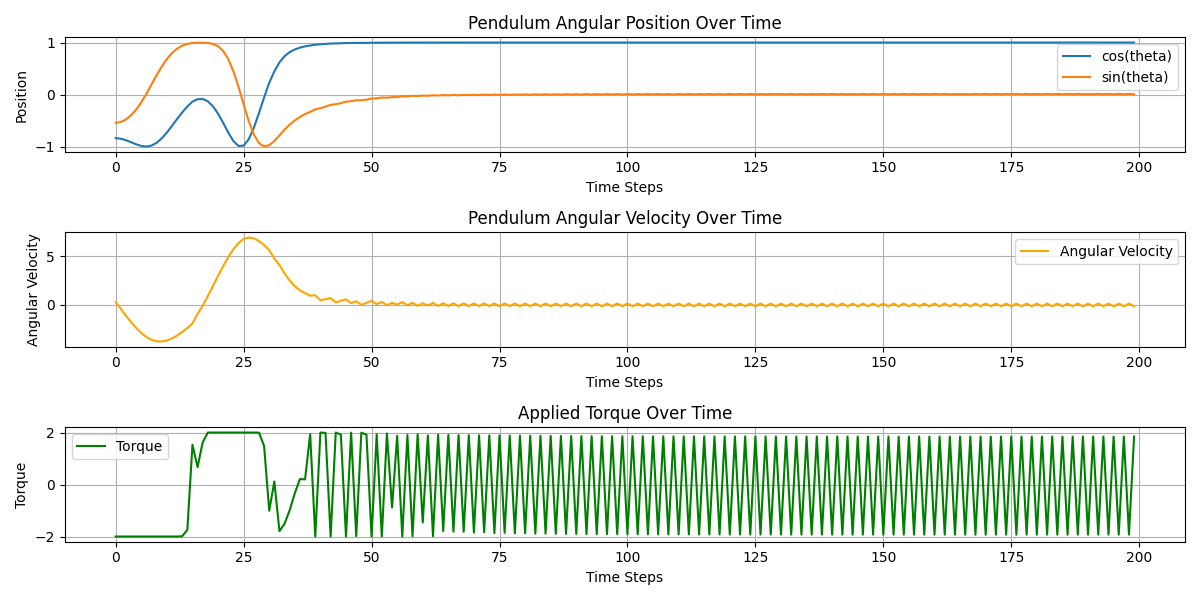 Pendulum Angular Position Over Time
1
0
−1
Position
cos(theta)
sin(theta)
0 25 50 75 100 125 150 175 200
Time Steps
Pendulum Angular Velocity Over Time
5
0
Angular Velocity
Angular Velocity
0 25 50 75 100 125 150 175 200
Time Steps
Applied Torque Over Time
2
0
−2
Torque
Torque
0 25 50 75 100 125 150 175 200
Time Steps